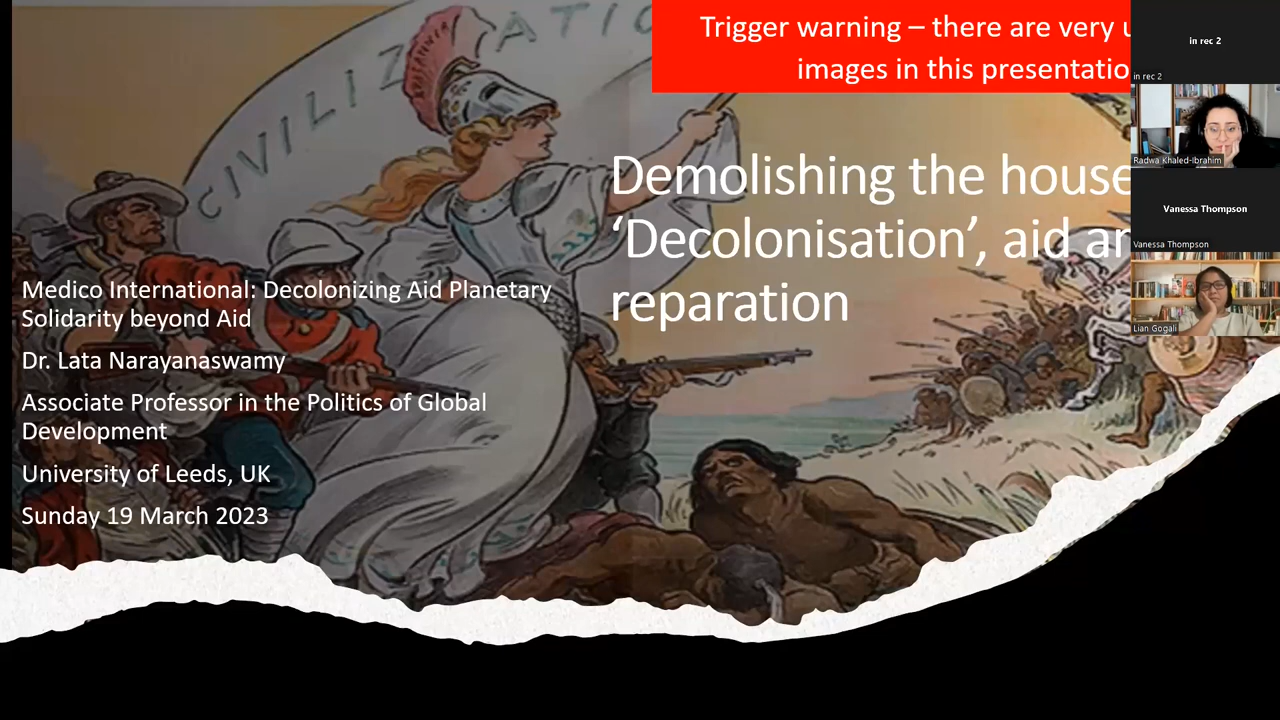 CIVILIZATIO
Trigger warning – there are very
images in this presentatio
Demolishing the house
‘Decolonisation’, aid ar
reparation
Medico International: Decolonizing Aid Planetary
Solidarity beyond Aid
Dr. Lata Narayanaswamy
Associate Professor in the Politics of Global
Development
University of Leeds, UK
Sunday 19 March 2023
in rec 2
in rec 2
Radwa Khaled-Ibrahim
Vanessa Thompson
Vanessa Thompson
Lian Gogali